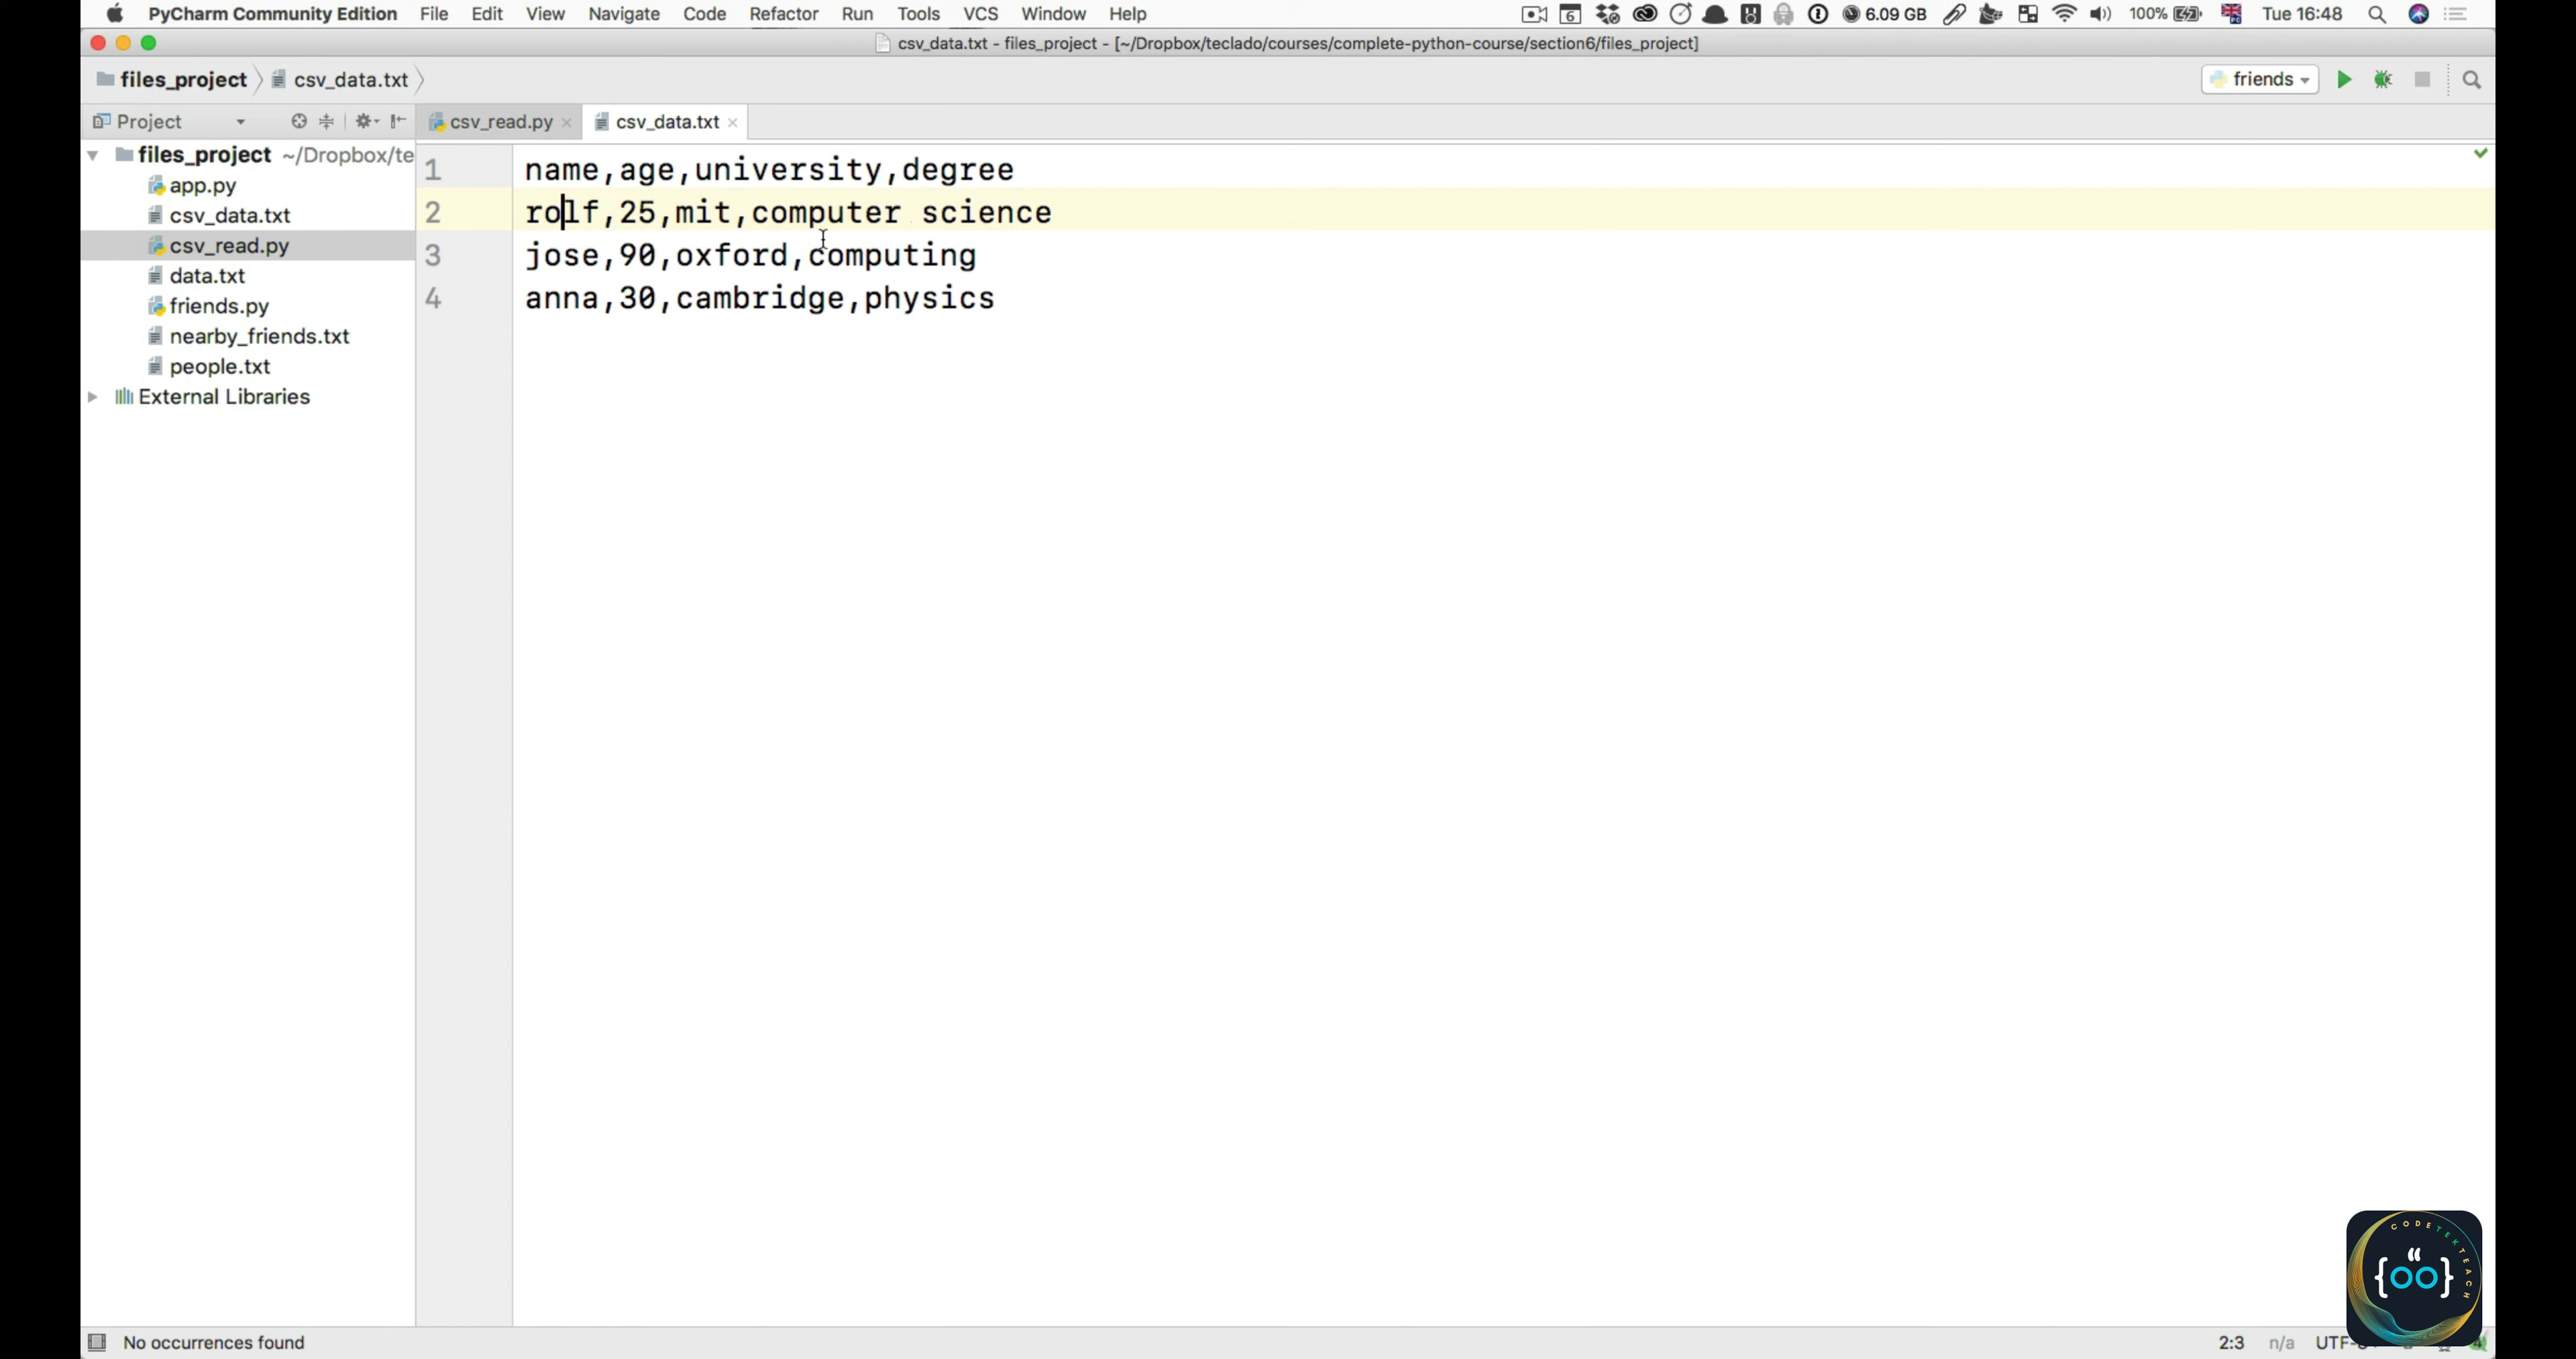 PyCharm Community Edition File Edit View Navigate Code Refactor Run Tools VCS Window Help 6 6.09 GB 100% Tue 16:48
csv_data.txt - files_project - [~/Dropbox/teclado/courses/complete-python-course/section6/files_project]
files_project csv_data.txt friends
Project csv_read.py csv_data.txt
files_project ~/Dropbox/te
app.py
csv_data.txt
csv_read.py
data.txt
friends.py
nearby_friends.txt
people.txt
External Libraries
1 name,age,university,degree
2 rolf,25,mit,computer science
3 jose,90,oxford,computing
4 anna,30,cambridge,physics
CODETEKTEACH
{oo}
No occurrences found 2:3 n/a